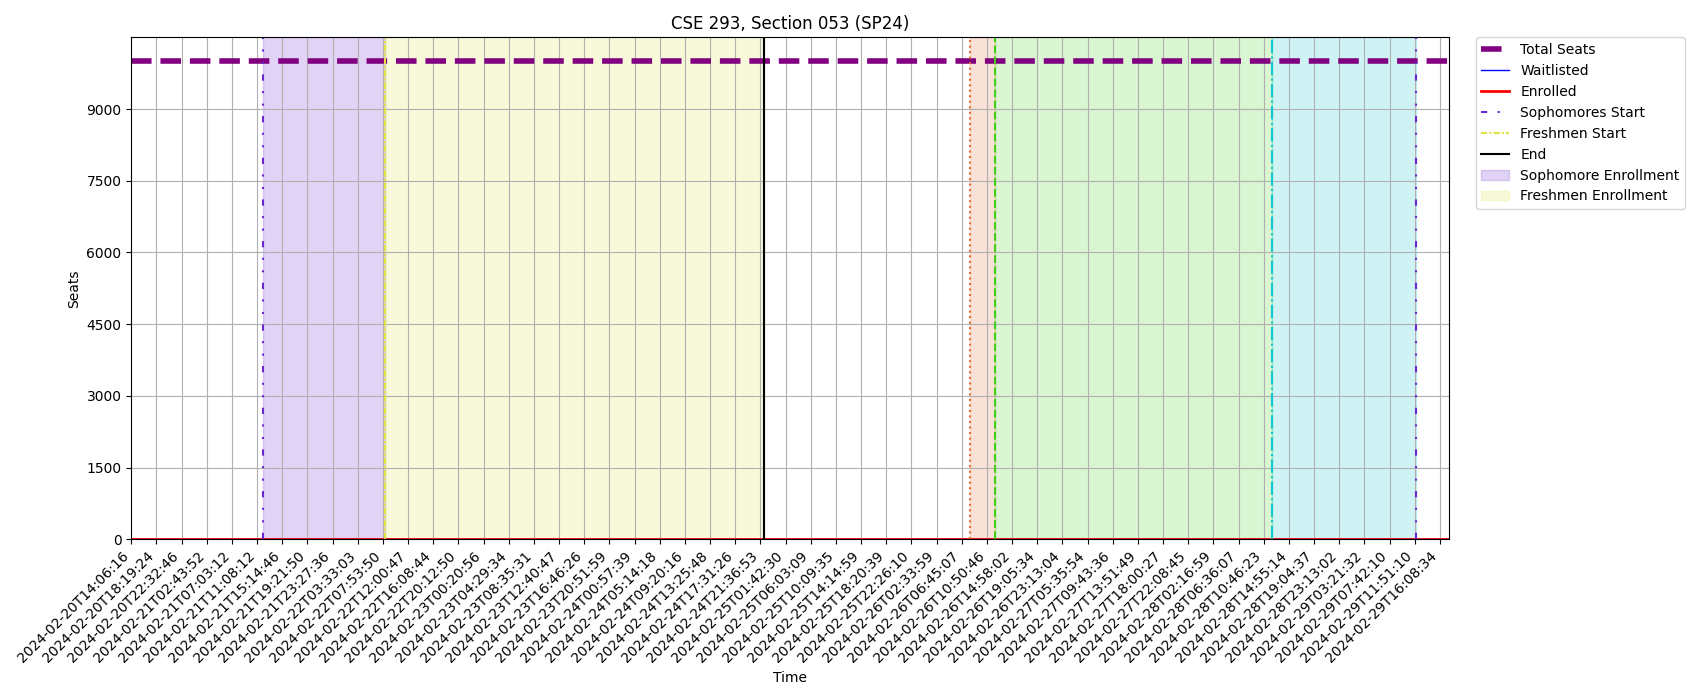 CSE 293, Section 053 (SP24)
Seats
9000
7500
6000
4500
3000
1500
0
2024-02-20T14:06:16
2024-02-20T18:19:24
2024-02-20T22:32:46
2024-02-21T02:43:52
2024-02-21T07:03:12
2024-02-21T11:08:12
2024-02-21T15:14:46
2024-02-21T19:21:50
2024-02-21T23:27:36
2024-02-22T03:33:03
2024-02-22T07:53:50
2024-02-22T12:00:47
2024-02-22T16:08:44
2024-02-22T20:12:50
2024-02-23T00:20:56
2024-02-23T04:29:34
2024-02-23T08:35:31
2024-02-23T12:40:47
2024-02-23T16:46:26
2024-02-23T20:51:59
2024-02-24T00:57:39
2024-02-24T05:14:18
2024-02-24T09:20:16
2024-02-24T13:25:48
2024-02-24T17:31:26
2024-02-24T21:36:53
2024-02-25T01:42:30
2024-02-25T06:03:09
2024-02-25T10:09:35
2024-02-25T14:14:59
2024-02-25T18:20:39
2024-02-25T22:26:10
2024-02-26T02:33:59
2024-02-26T06:45:07
2024-02-26T10:50:46
2024-02-26T14:58:02
2024-02-26T19:05:34
2024-02-26T23:13:04
2024-02-27T05:35:54
2024-02-27T09:43:36
2024-02-27T13:51:49
2024-02-27T18:00:27
2024-02-27T22:08:45
2024-02-28T02:16:59
2024-02-28T06:36:07
2024-02-28T10:46:23
2024-02-28T14:55:14
2024-02-28T19:04:37
2024-02-28T23:13:02
2024-02-29T03:21:32
2024-02-29T07:42:10
2024-02-29T11:51:10
2024-02-29T16:08:34
Time
Total Seats
Waitlisted
Enrolled
Sophomores Start
Freshmen Start
End
Sophomore Enrollment
Freshmen Enrollment